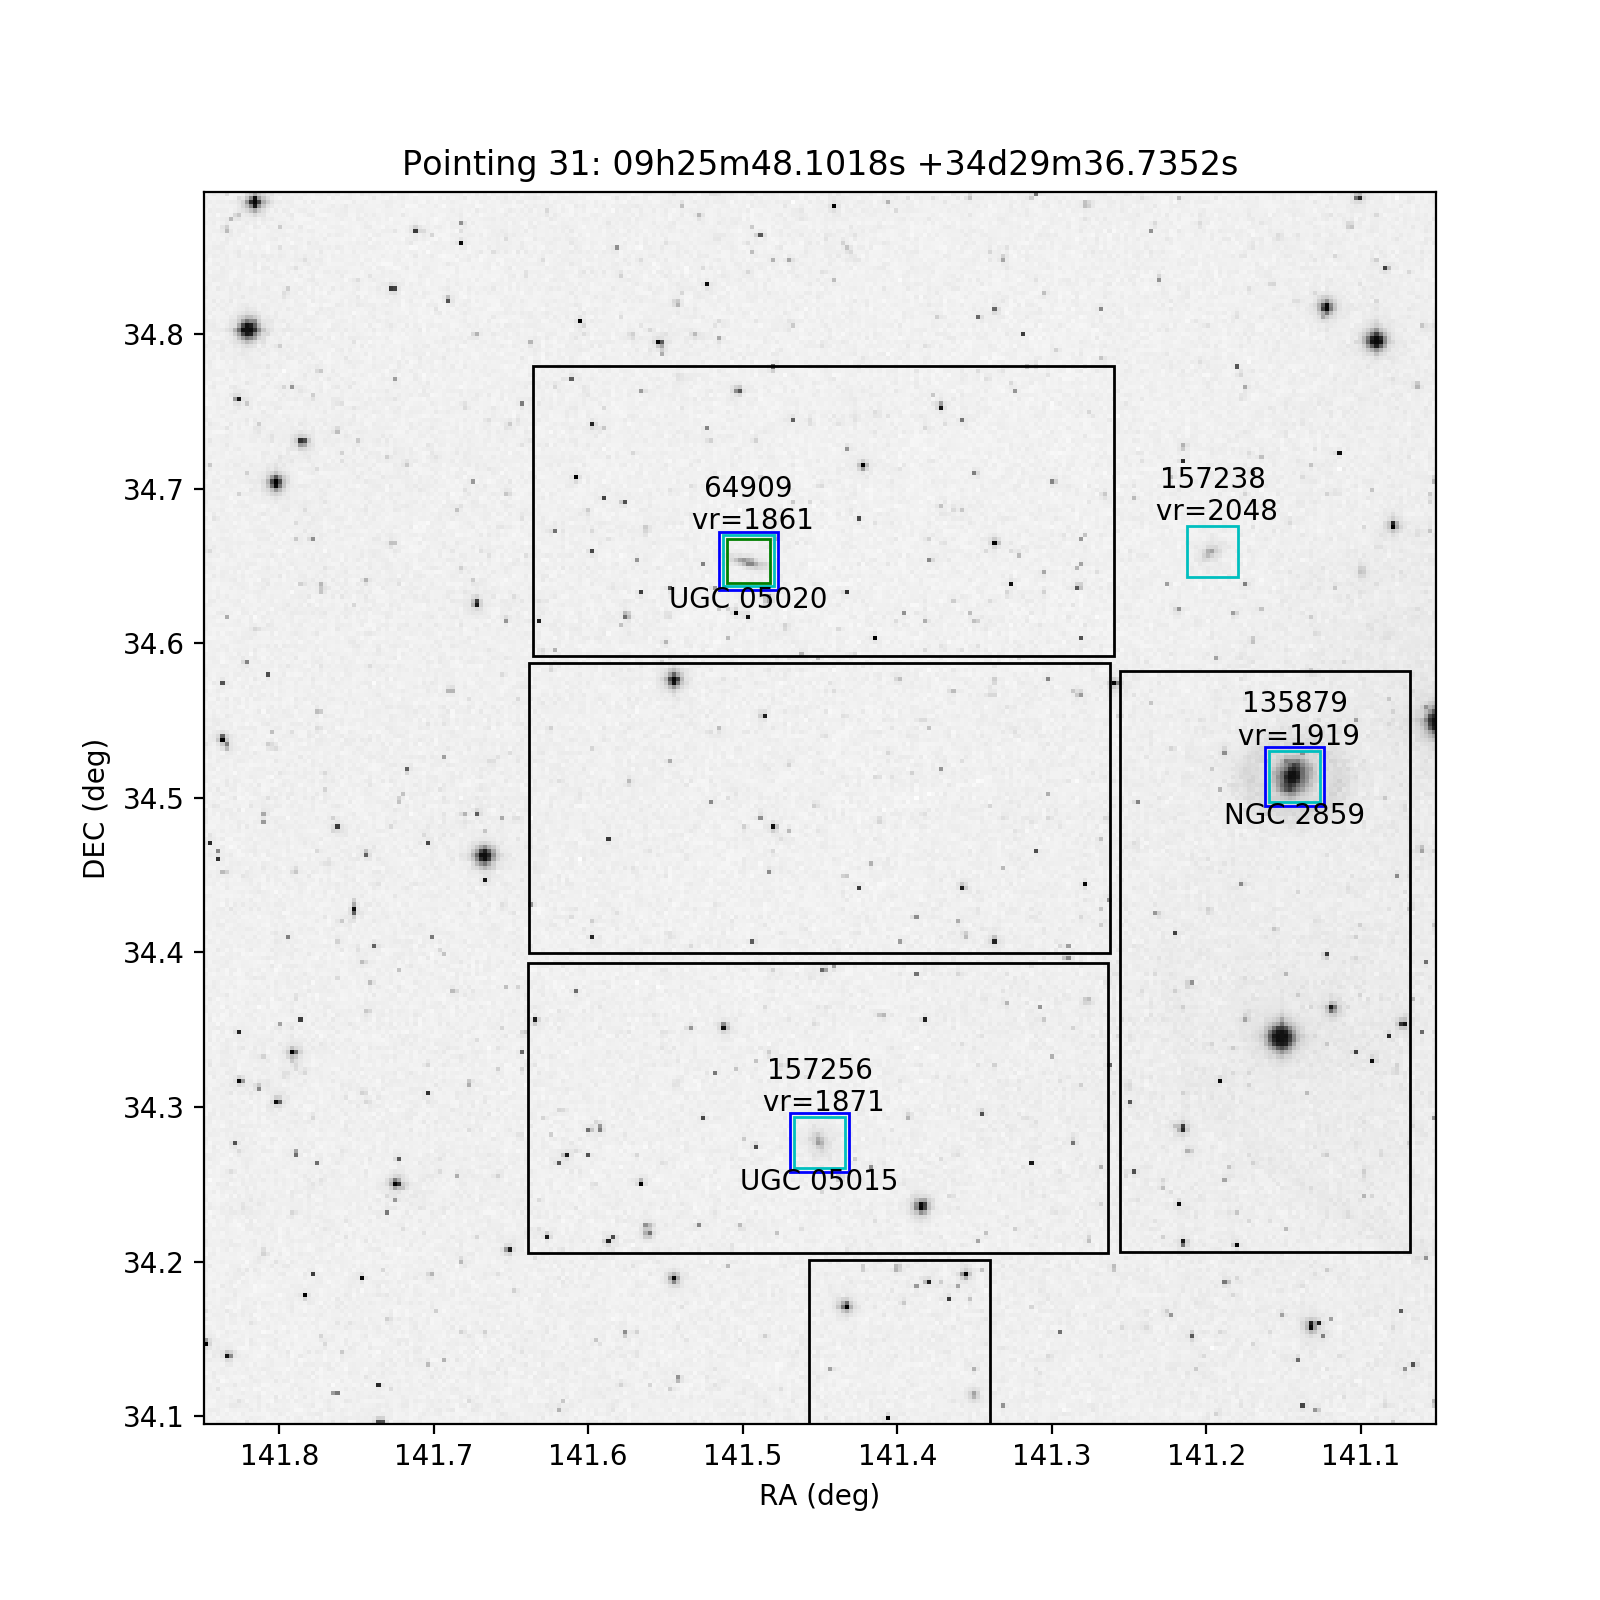 Pointing 31: 09h25m48.1018s +34d29m36.7352s
34.8
34.7
34.6
34.5
34.4
34.3
34.2
34.1
DEC (deg)
64909
vr=1861
UGC 05020
157238
vr=2048
135879
vr=1919
NGC 2859
157256
vr=1871
UGC 05015
141.8 141.7 141.6 141.5 141.4 141.3 141.2 141.1
RA (deg)